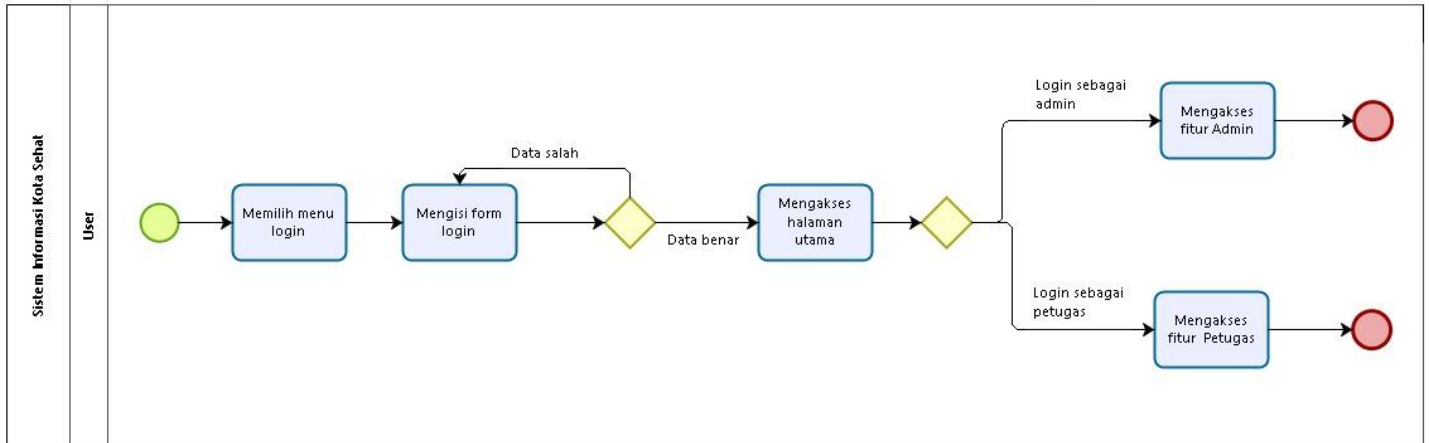 Sistem Informasi Kota Sehat
User
Memilih menu
login
Mengisi form
login
Data salah
Data benar
Mengakses
halaman
utama
Login sebagai
admin
Mengakses
fitur Admin
Login sebagai
petugas
Mengakses
fitur Petugas